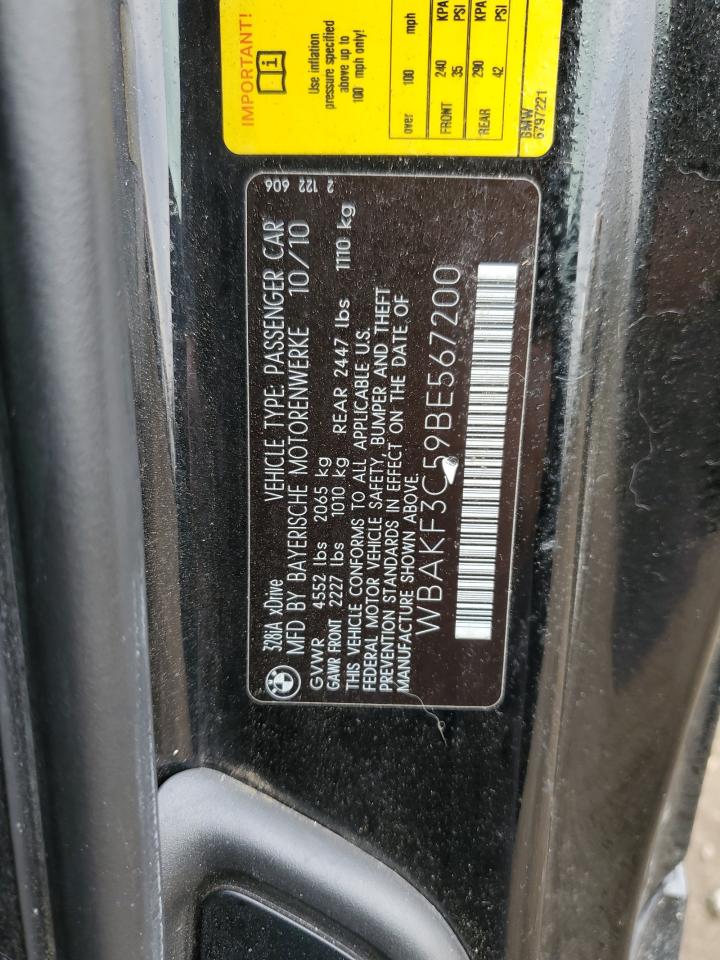 IMPORTANT!
Use inflation
pressure specified
above up to
100 mph only!
over 100 mph
FRONT 240 KPA
35 PSI
REAR 290 KPA
42 PSI
BMW
6797221
2 122 606
328iA xDrive VEHICLE TYPE: PASSENGER CAR
MFD BY BAYERISCHE MOTORENWERKE 10/10
GVWR 4552 lbs 2065 kg
GAWR FRONT 2227 lbs 1010 kg REAR 2447 lbs 1110 kg
THIS VEHICLE CONFORMS TO ALL APPLICABLE U.S.
FEDERAL MOTOR VEHICLE SAFETY, BUMPER AND THEFT
PREVENTION STANDARDS IN EFFECT ON THE DATE OF
MANUFACTURE SHOWN ABOVE.
WBAKF3C59BE567200